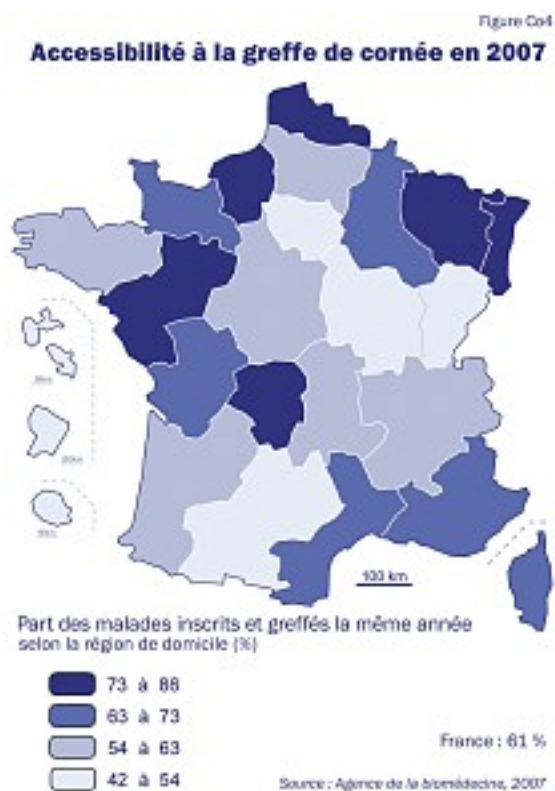 Figure Co4
Accessibilité à la greffe de cornée en 2007
100 km
Part des malades inscrits et greffés la même année
selon la région de domicile (%)
73 à 88
63 à 73
54 à 63
42 à 54
France : 61 %
Source : Agence de la biomédecine, 2007